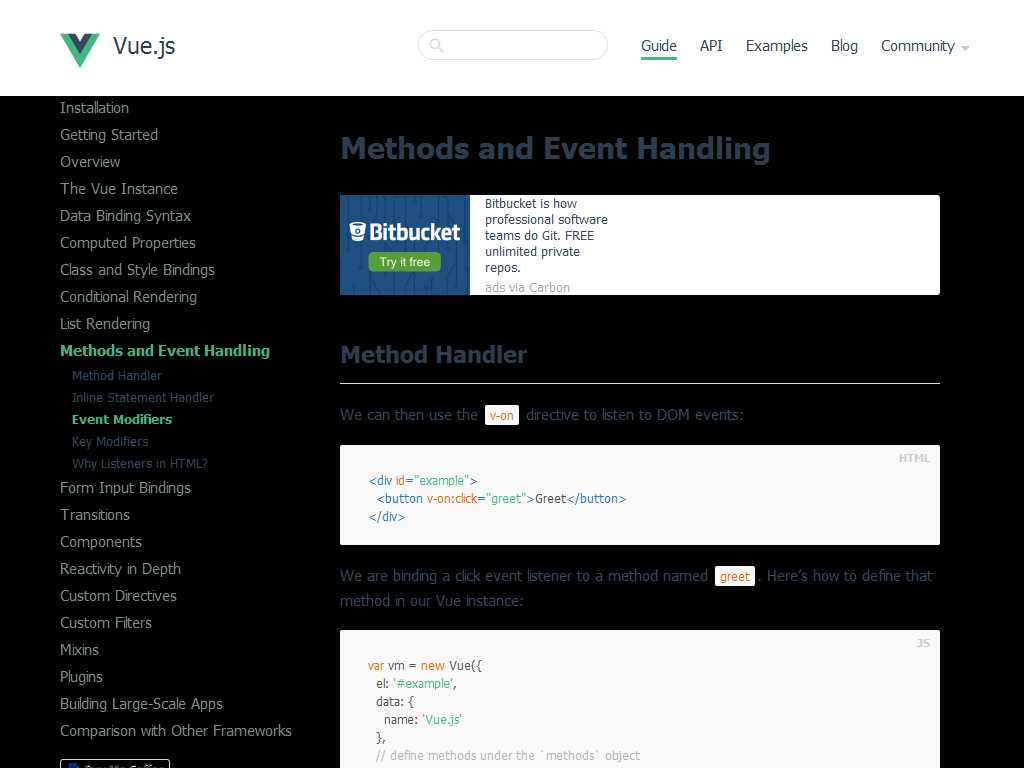 Vue.js
Guide API Examples Blog Community
Installation
Getting Started
Overview
The Vue Instance
Data Binding Syntax
Computed Properties
Class and Style Bindings
Conditional Rendering
List Rendering
Methods and Event Handling
Method Handler
Inline Statement Handler
Event Modifiers
Key Modifiers
Why Listeners in HTML?
Form Input Bindings
Transitions
Components
Reactivity in Depth
Custom Directives
Custom Filters
Mixins
Plugins
Building Large-Scale Apps
Comparison with Other Frameworks
Methods and Event Handling
Bitbucket
Try it free
Bitbucket is how
professional software
teams do Git. FREE
unlimited private
repos.
ads via Carbon
Method Handler
We can then use the v-on directive to listen to DOM events:
HTML
<div id="example">
  <button v-on:click="greet">Greet</button>
</div>
We are binding a click event listener to a method named greet. Here's how to define that
method in our Vue instance:
JS
var vm = new Vue({
  el: '#example',
  data: {
    name: 'Vue.js'
  },
  // define methods under the `methods` object